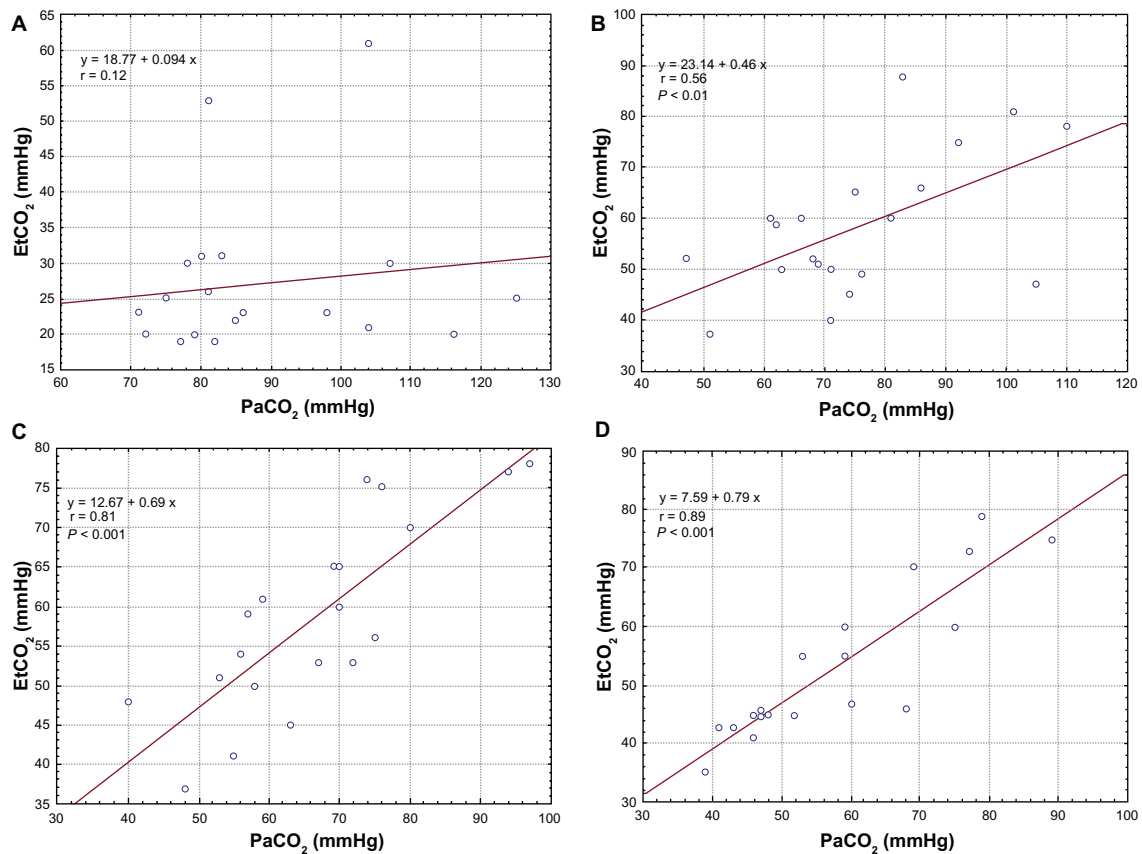 A
y = 18.77 + 0.094 x
r = 0.12
65
60
55
50
45
40
35
30
25
20
15
EtCO₂ (mmHg)
60 70 80 90 100 110 120 130
PaCO₂ (mmHg)
B
y = 23.14 + 0.46 x
r = 0.56
P < 0.01
100
90
80
70
60
50
40
30
EtCO₂ (mmHg)
40 50 60 70 80 90 100 110 120
PaCO₂ (mmHg)
C
y = 12.67 + 0.69 x
r = 0.81
P < 0.001
80
75
70
65
60
55
50
45
40
35
EtCO₂ (mmHg)
30 40 50 60 70 80 90 100
PaCO₂ (mmHg)
D
y = 7.59 + 0.79 x
r = 0.89
P < 0.001
90
80
70
60
50
40
30
EtCO₂ (mmHg)
30 40 50 60 70 80 90 100
PaCO₂ (mmHg)